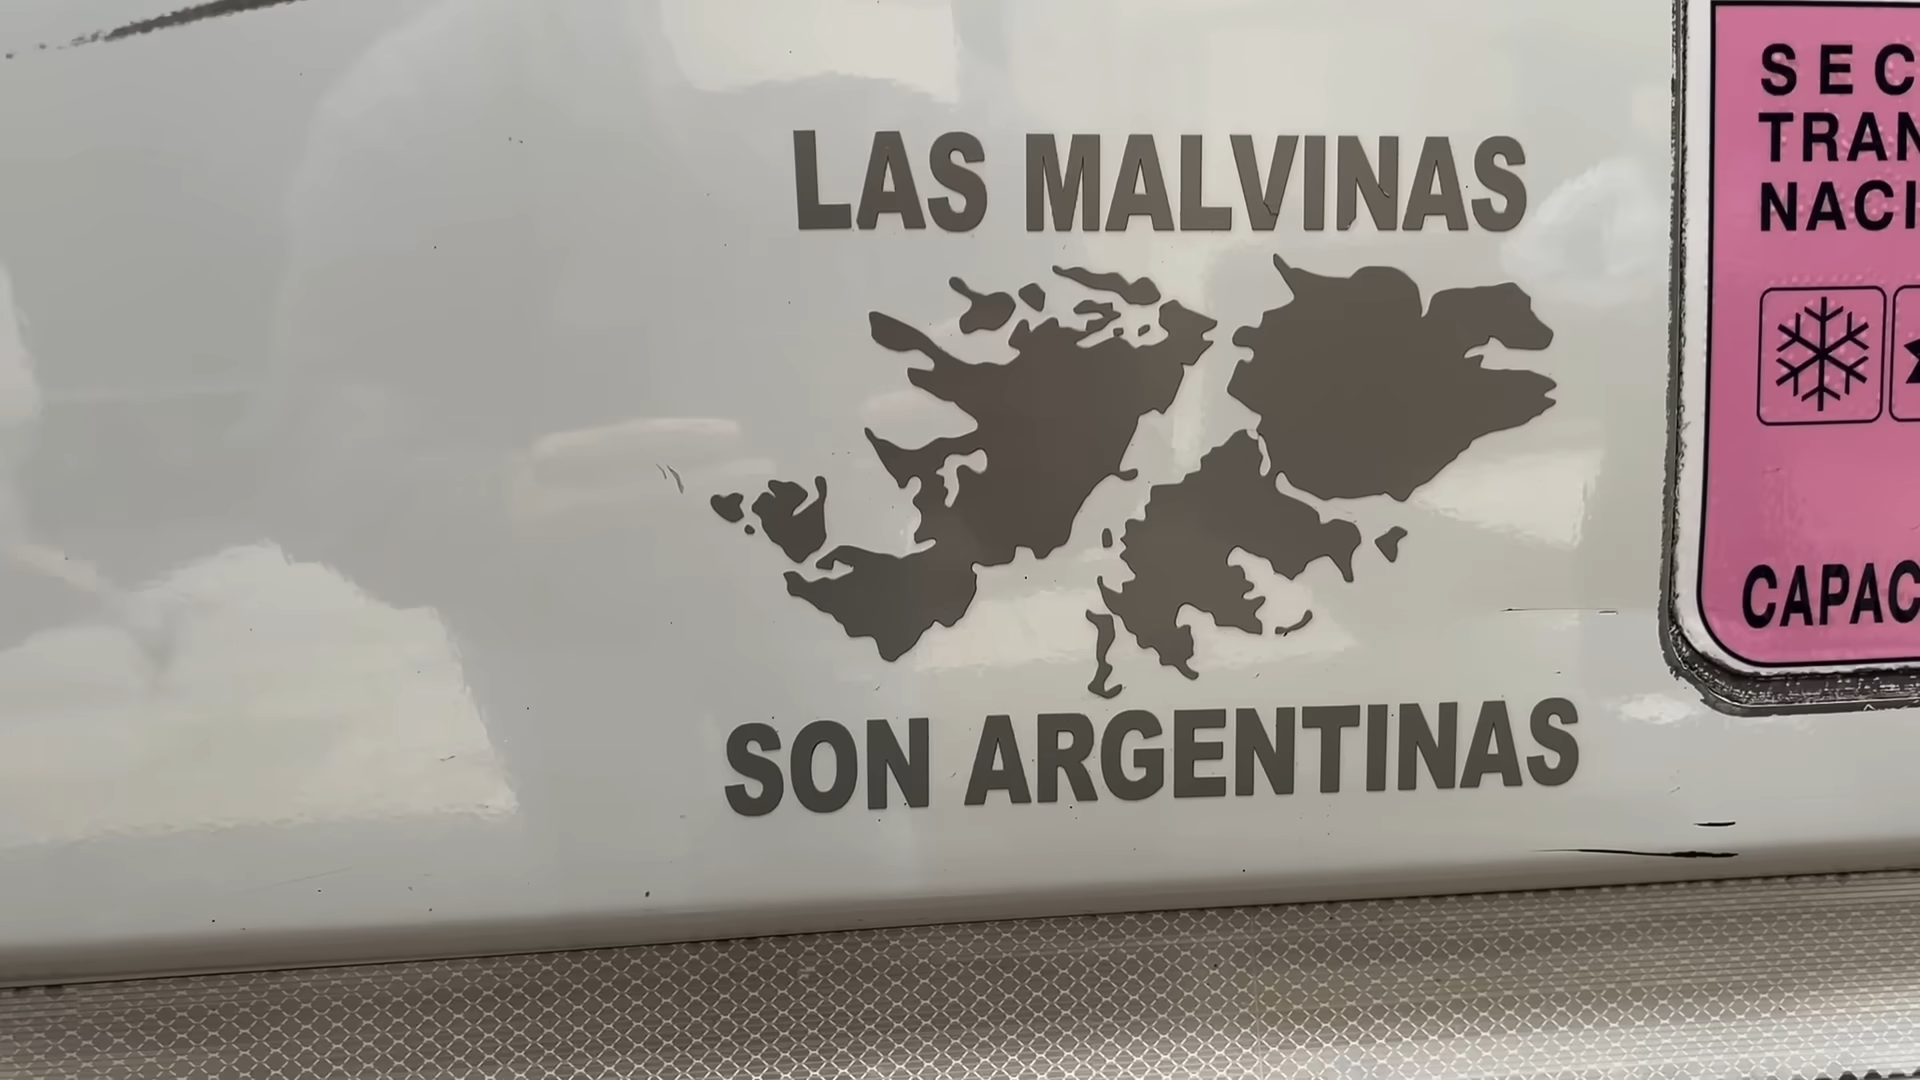 LAS MALVINAS
SON ARGENTINAS
SEC
TRAN
NACI
CAPAC